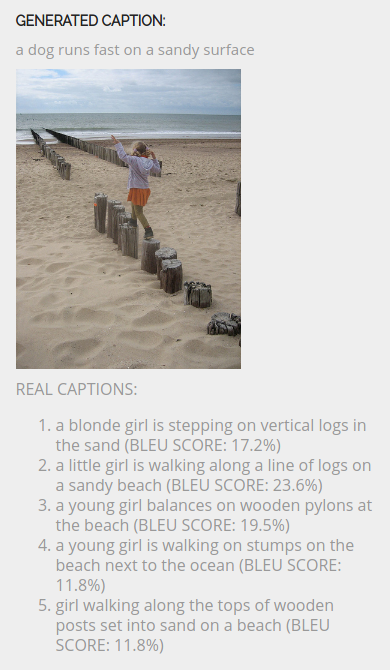 GENERATED CAPTION:
a dog runs fast on a sandy surface
REAL CAPTIONS:
1. a blonde girl is stepping on vertical logs in
the sand (BLEU SCORE: 17.2%)
2. a little girl is walking along a line of logs on
a sandy beach (BLEU SCORE: 23.6%)
3. a young girl balances on wooden pylons at
the beach (BLEU SCORE: 19.5%)
4. a young girl is walking on stumps on the
beach next to the ocean (BLEU SCORE:
11.8%)
5. girl walking along the tops of wooden
posts set into sand on a beach (BLEU
SCORE: 11.8%)